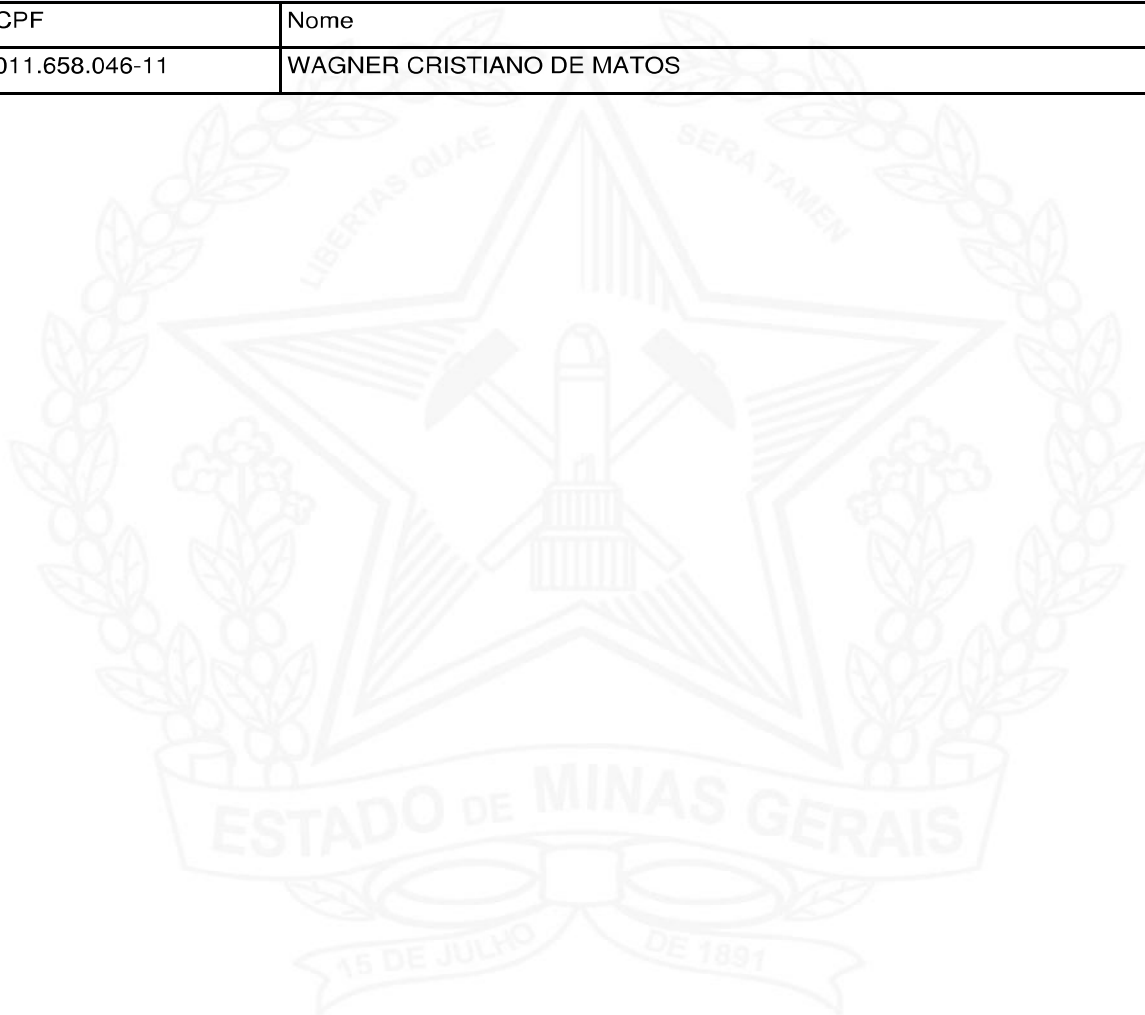 CPF Nome
011.658.046-11 WAGNER CRISTIANO DE MATOS
LIBERTAS QUAE SERA TAMEN
ESTADO DE MINAS GERAIS
15 DE JULHO DE 1891